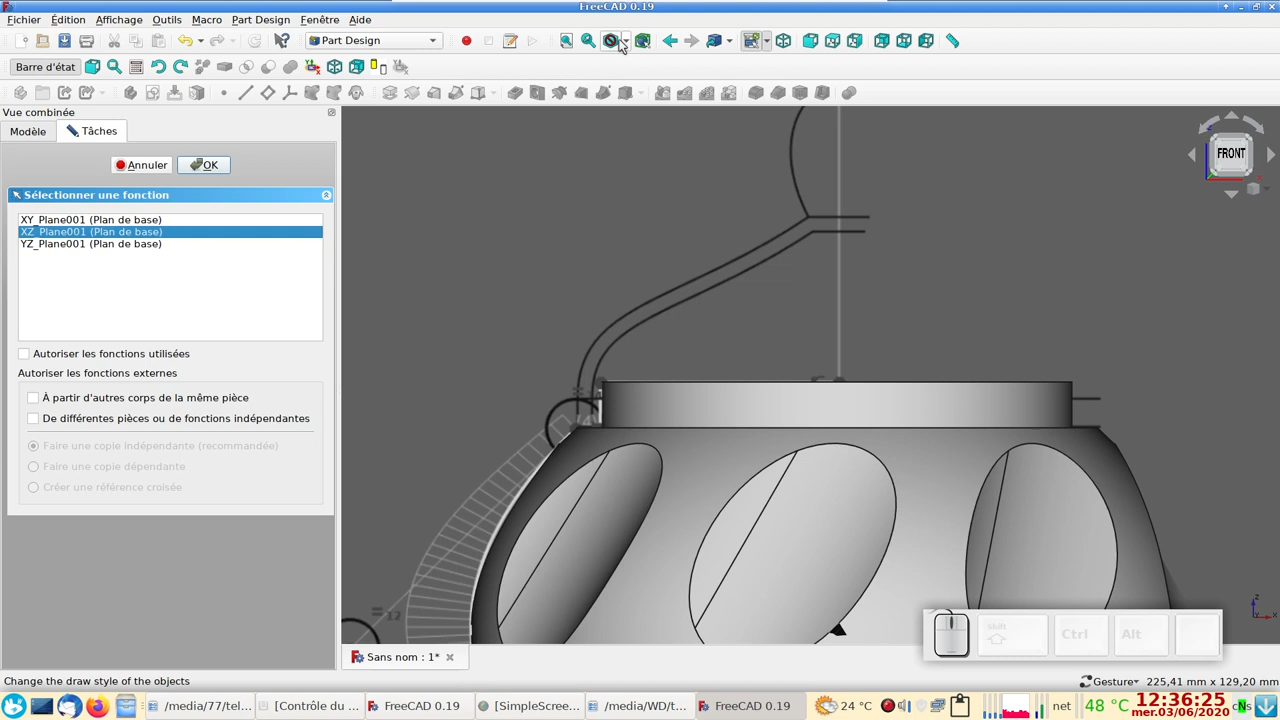 FreeCAD 0.19
Fichier Édition Affichage Outils Macro Part Design Fenêtre Aide
Part Design
Barre d'état
Vue combinée
Modèle Tâches
Annuler OK
Sélectionner une fonction
XY_Plane001 (Plan de base)
XZ_Plane001 (Plan de base)
YZ_Plane001 (Plan de base)
Autoriser les fonctions utilisées
Autoriser les fonctions externes
À partir d'autres corps de la même pièce
De différentes pièces ou de fonctions indépendantes
Faire une copie indépendante (recommandée)
Faire une copie dépendante
Créer une référence croisée
FRONT
12
Shift
Ctrl
Alt
Sans nom : 1*
Change the draw style of the objects
Gesture
225,41 mm x 129,20 mm
/media/77/tel...
[Contrôle du ...
FreeCAD 0.19
[SimpleScree...
/media/WD/t...
FreeCAD 0.19
24 °C
net
48 °C
12:36:25
mer.03/06/2020